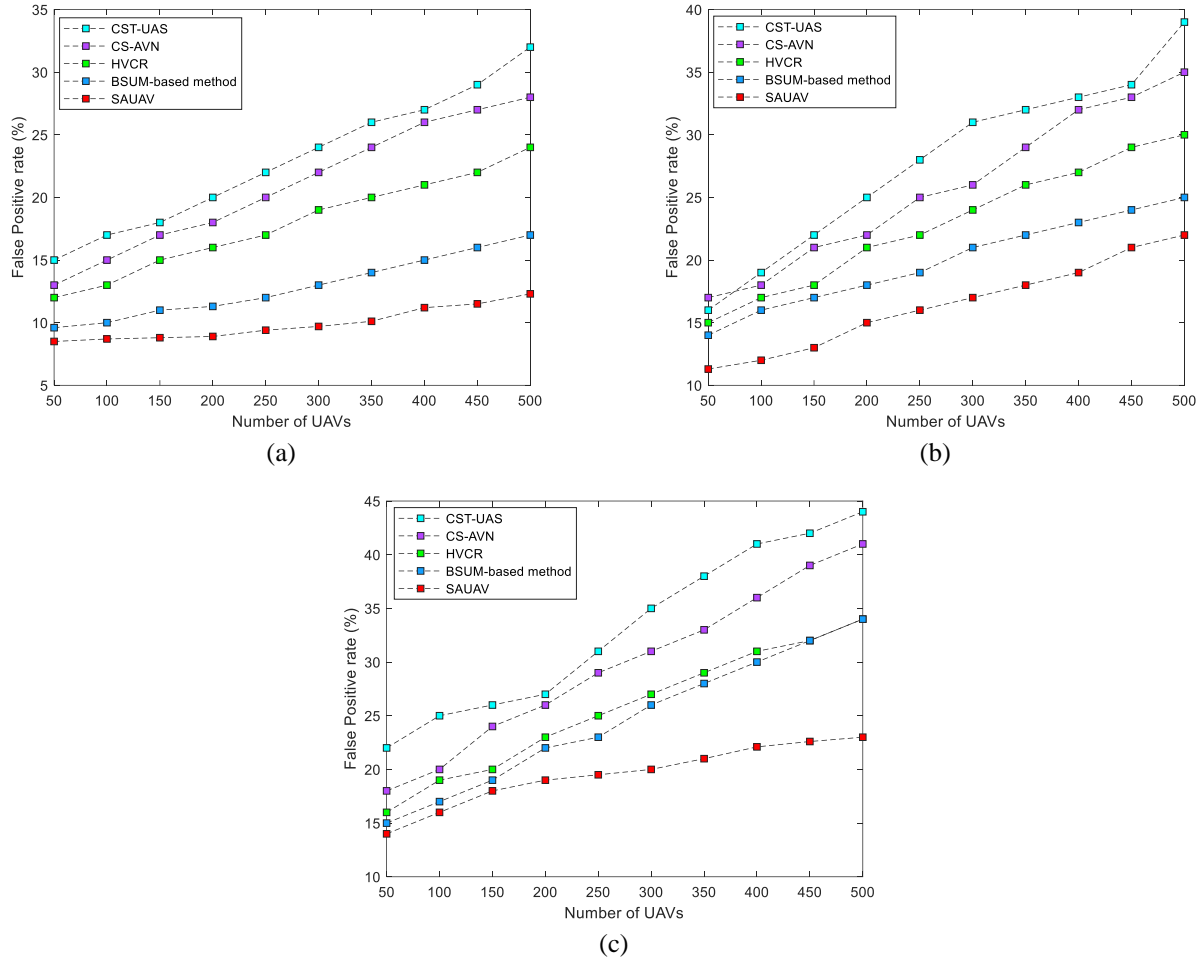 35
30
25
20
15
10
5
False Positive rate (%)
CST-UAS
CS-AVN
HVCR
BSUM-based method
SAUAV
50 100 150 200 250 300 350 400 450 500
Number of UAVs
(a)
40
35
30
25
20
15
10
False Positive rate (%)
CST-UAS
CS-AVN
HVCR
BSUM-based method
SAUAV
50 100 150 200 250 300 350 400 450 500
Number of UAVs
(b)
45
40
35
30
25
20
15
10
False Positive rate (%)
CST-UAS
CS-AVN
HVCR
BSUM-based method
SAUAV
50 100 150 200 250 300 350 400 450 500
Number of UAVs
(c)